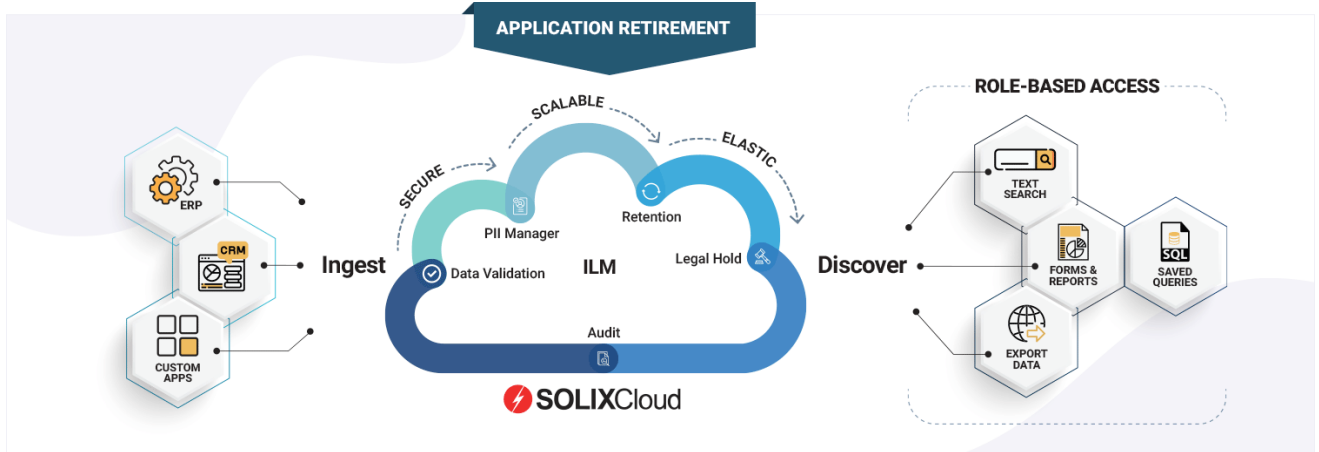 APPLICATION RETIREMENT
ERP
CRM
CUSTOM
APPS
Ingest
SECURE
SCALABLE
ELASTIC
PII Manager
Retention
Data Validation
ILM
Legal Hold
Audit
SOLIXCloud
Discover
ROLE-BASED ACCESS
TEXT
SEARCH
FORMS &
REPORTS
SQL
SAVED
QUERIES
EXPORT
DATA